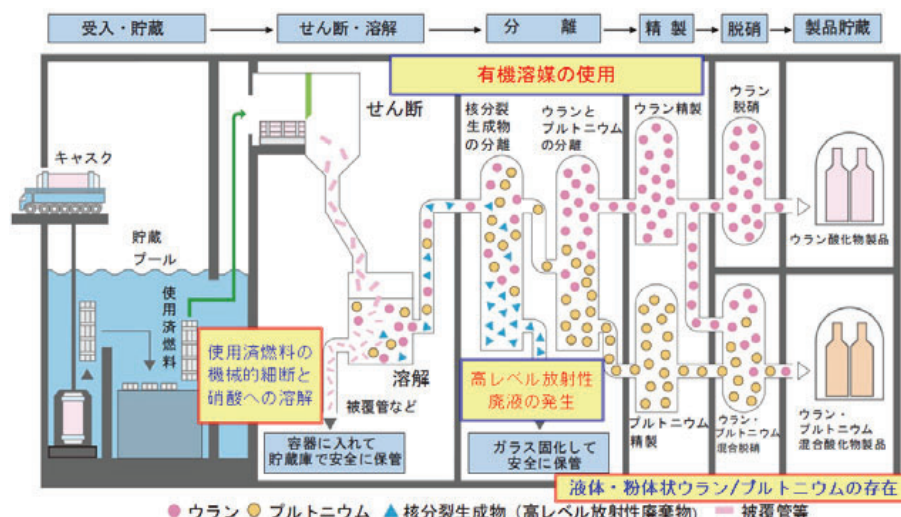 受入・貯蔵
せん断・溶解
分　離
精 製
脱硝
製品貯蔵
有機溶媒の使用
せん断
核分裂
生成物
の分離
ウランと
プルトニウム
の分離
ウラン精製
ウラン
脱硝
キャスク
貯蔵
プール
使用済燃料
ウラン酸化物製品
使用済燃料の
機械的細断と
硝酸への溶解
溶解
被覆管など
高レベル放射性
廃液の発生
プルトニウム
精製
ウラン・
プルトニウム
混合脱硝
ウラン・
プルトニウム
混合酸化物製品
容器に入れて
貯蔵庫で安全に保管
ガラス固化して
安全に保管
液体・粉体状ウラン/プルトニウムの存在
ウラン プルトニウム 核分裂生成物（高レベル放射性廃棄物） 被覆管等